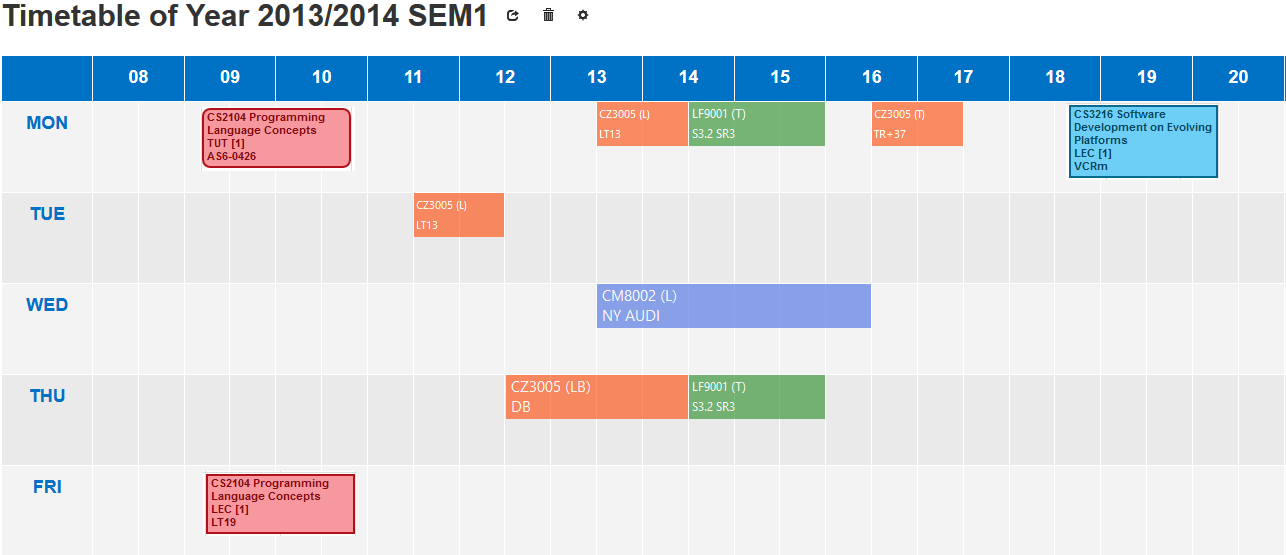 Timetable of Year 2013/2014 SEM1
08 09 10 11 12 13 14 15 16 17 18 19 20
MON
CS2104 Programming
Language Concepts
TUT [1]
AS6-0426
CZ3005 (L)
LT13
LF9001 (T)
S3.2 SR3
CZ3005 (T)
TR+37
CS3216 Software
Development on Evolving
Platforms
LEC [1]
VCRm
TUE
CZ3005 (L)
LT13
WED
CM8002 (L)
NY AUDI
THU
CZ3005 (LB)
DB
LF9001 (T)
S3.2 SR3
FRI
CS2104 Programming
Language Concepts
LEC [1]
LT19